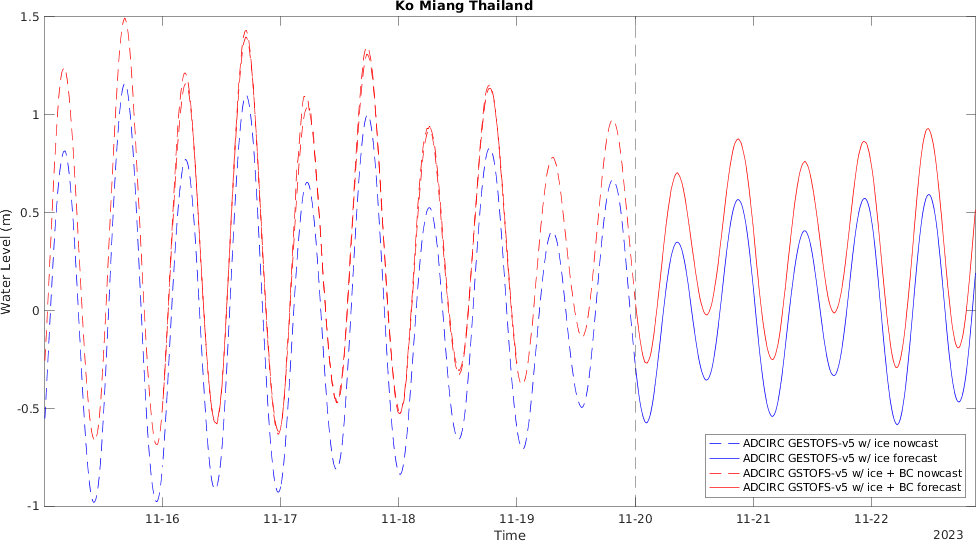 Ko Miang Thailand
1.5
1
0.5
0
-0.5
-1
Water Level (m)
11-16
11-17
11-18
11-19
11-20
11-21
11-22
Time
2023
ADCIRC GESTOFS-v5 w/ ice nowcast
ADCIRC GESTOFS-v5 w/ ice forecast
ADCIRC GSTOFS-v5 w/ ice + BC nowcast
ADCIRC GSTOFS-v5 w/ ice + BC forecast